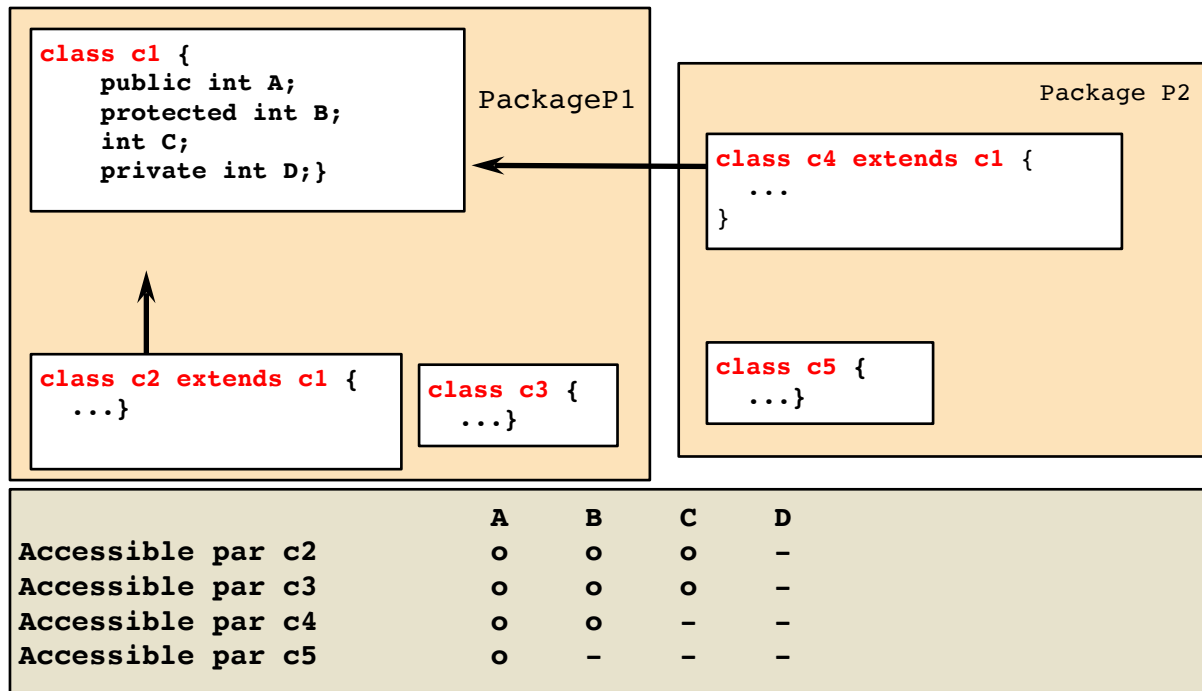 class c1 {
public int A;
protected int B;
int C;
private int D;}
PackageP1
class c2 extends c1 {
...}
class c3 {
...}
Package P2
class c4 extends c1 {
...
}
class c5 {
...}
A B C D
Accessible par c2 o o o –
Accessible par c3 o o o –
Accessible par c4 o o – –
Accessible par c5 o – – –